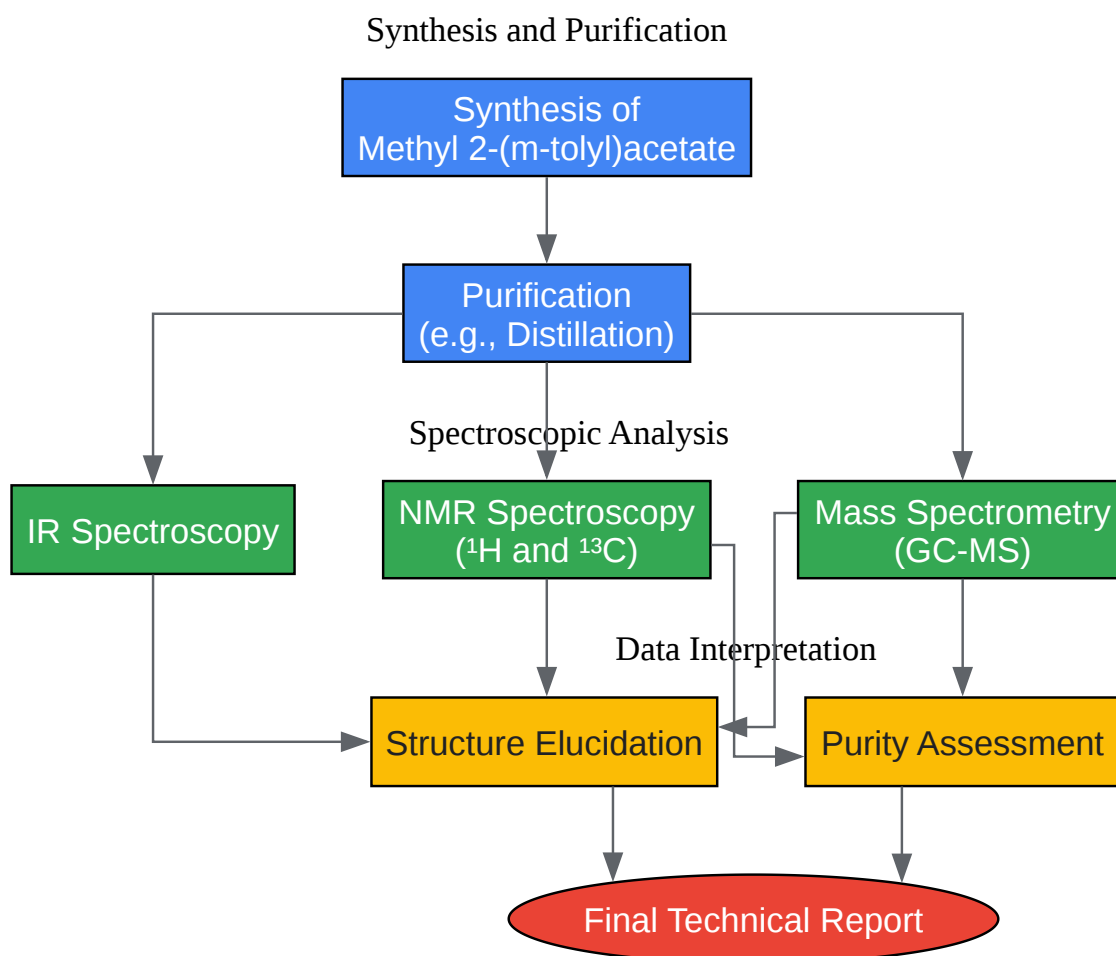 Synthesis and Purification
Synthesis of
Methyl 2-(m-tolyl)acetate
Purification
(e.g., Distillation)
Spectroscopic Analysis
IR Spectroscopy
NMR Spectroscopy
(¹H and ¹³C)
Mass Spectrometry
(GC-MS)
Data Interpretation
Structure Elucidation
Purity Assessment
Final Technical Report